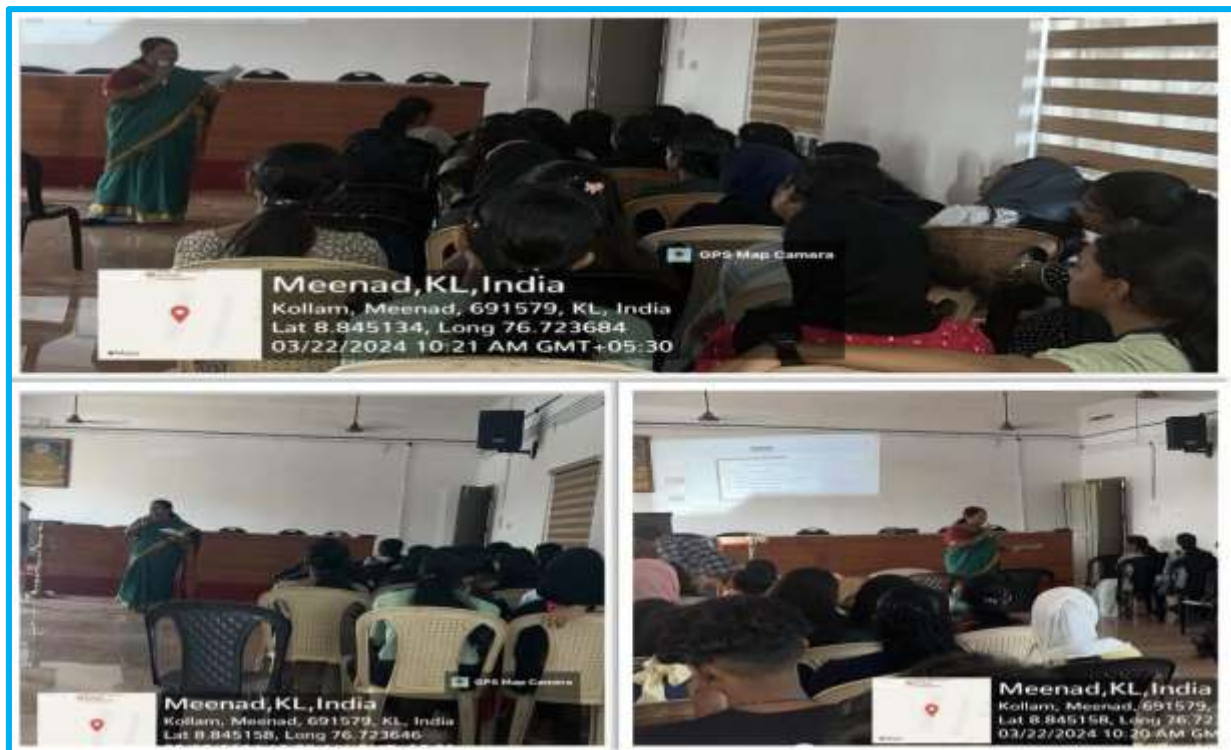 GPS Map Camera
Meenad,KL,India
Kollam, Meenad, 691579, KL, India
Lat 8.845134, Long 76.723684
03/22/2024 10:21 AM GMT+05:30
GPS Map Camera
Meenad,KL,India
Kollam, Meenad, 691579, KL, India
Lat 8.845158, Long 76.723646
Meenad,KL,India
Kollam, Meenad, 691579,
Lat 8.845158, Long 76.72
03/22/2024 10:20 AM GM